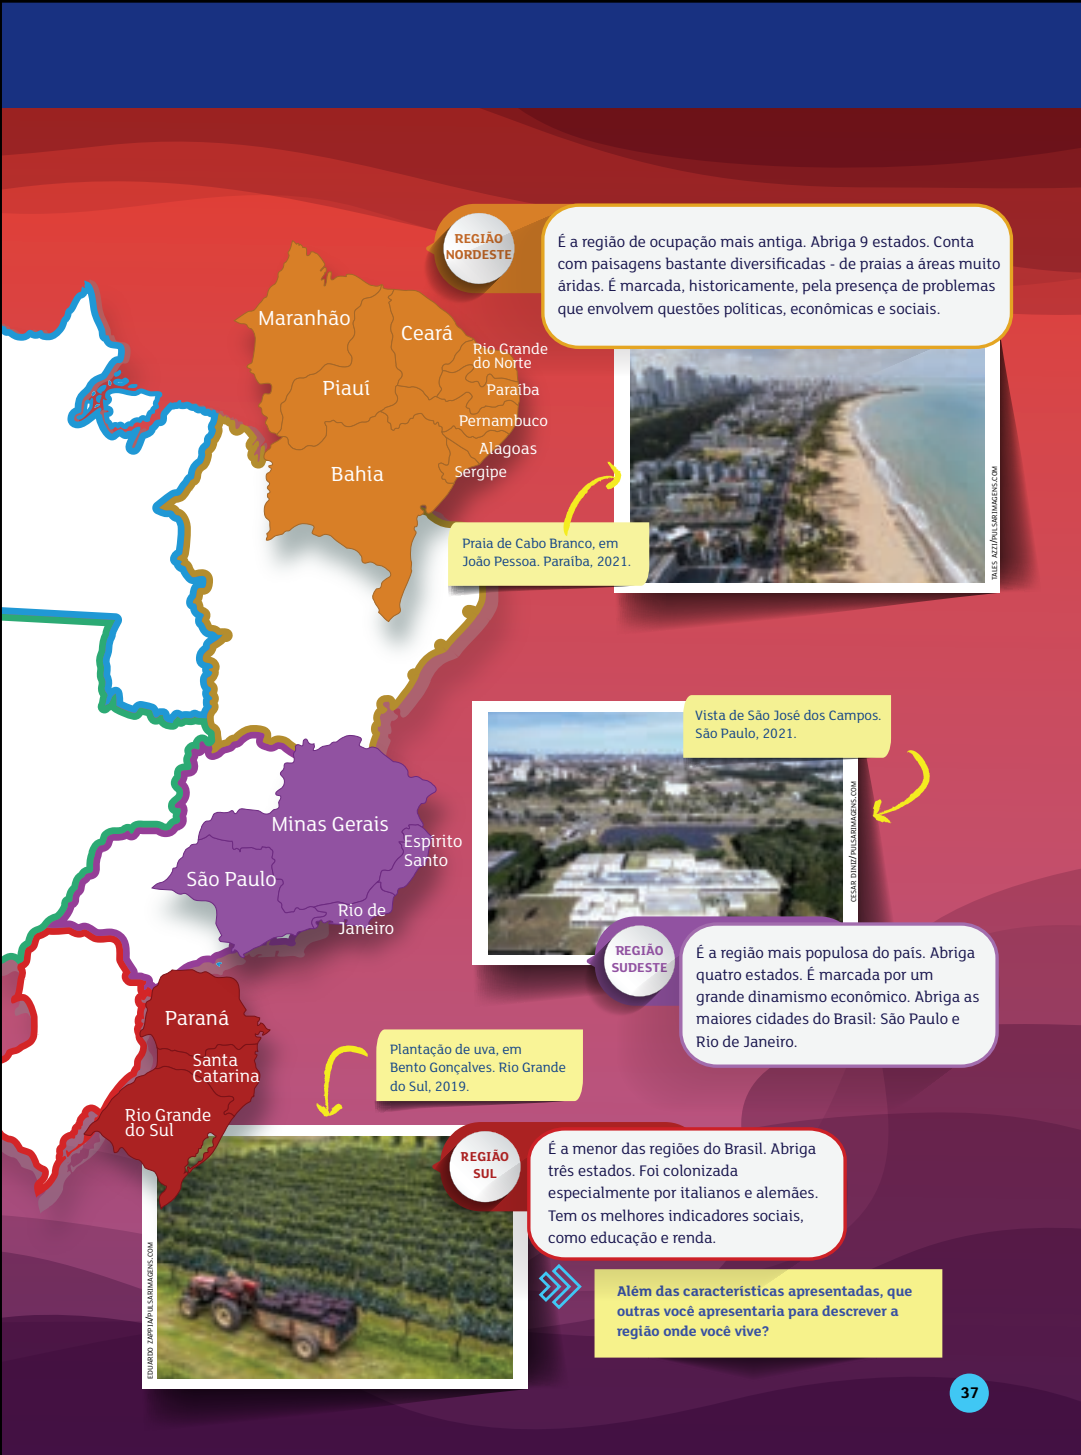 REGIÃO
NORDESTE
É a região de ocupação mais antiga. Abriga 9 estados. Conta
com paisagens bastante diversificadas - de praias a áreas muito
áridas. É marcada, historicamente, pela presença de problemas
que envolvem questões políticas, econômicas e sociais.
Maranhão
Ceará
Rio Grande
do Norte
Piauí
Paraíba
Pernambuco
Alagoas
Bahia
Sergipe
Praia de Cabo Branco, em
João Pessoa. Paraíba, 2021.
TALES AZZI/PULSARIMAGENS.COM
Vista de São José dos Campos.
São Paulo, 2021.
CESAR DINIZ/PULSARIMAGENS.COM
Minas Gerais
Espírito
Santo
São Paulo
Rio de
Janeiro
REGIÃO
SUDESTE
É a região mais populosa do país. Abriga
quatro estados. É marcada por um
grande dinamismo econômico. Abriga as
maiores cidades do Brasil: São Paulo e
Rio de Janeiro.
Paraná
Santa
Catarina
Rio Grande
do Sul
Plantação de uva, em
Bento Gonçalves. Rio Grande
do Sul, 2019.
REGIÃO
SUL
É a menor das regiões do Brasil. Abriga
três estados. Foi colonizada
especialmente por italianos e alemães.
Tem os melhores indicadores sociais,
como educação e renda.
EDUARDO ZAPPIA/PULSARIMAGENS.COM
Além das características apresentadas, que
outras você apresentaria para descrever a
região onde você vive?
37